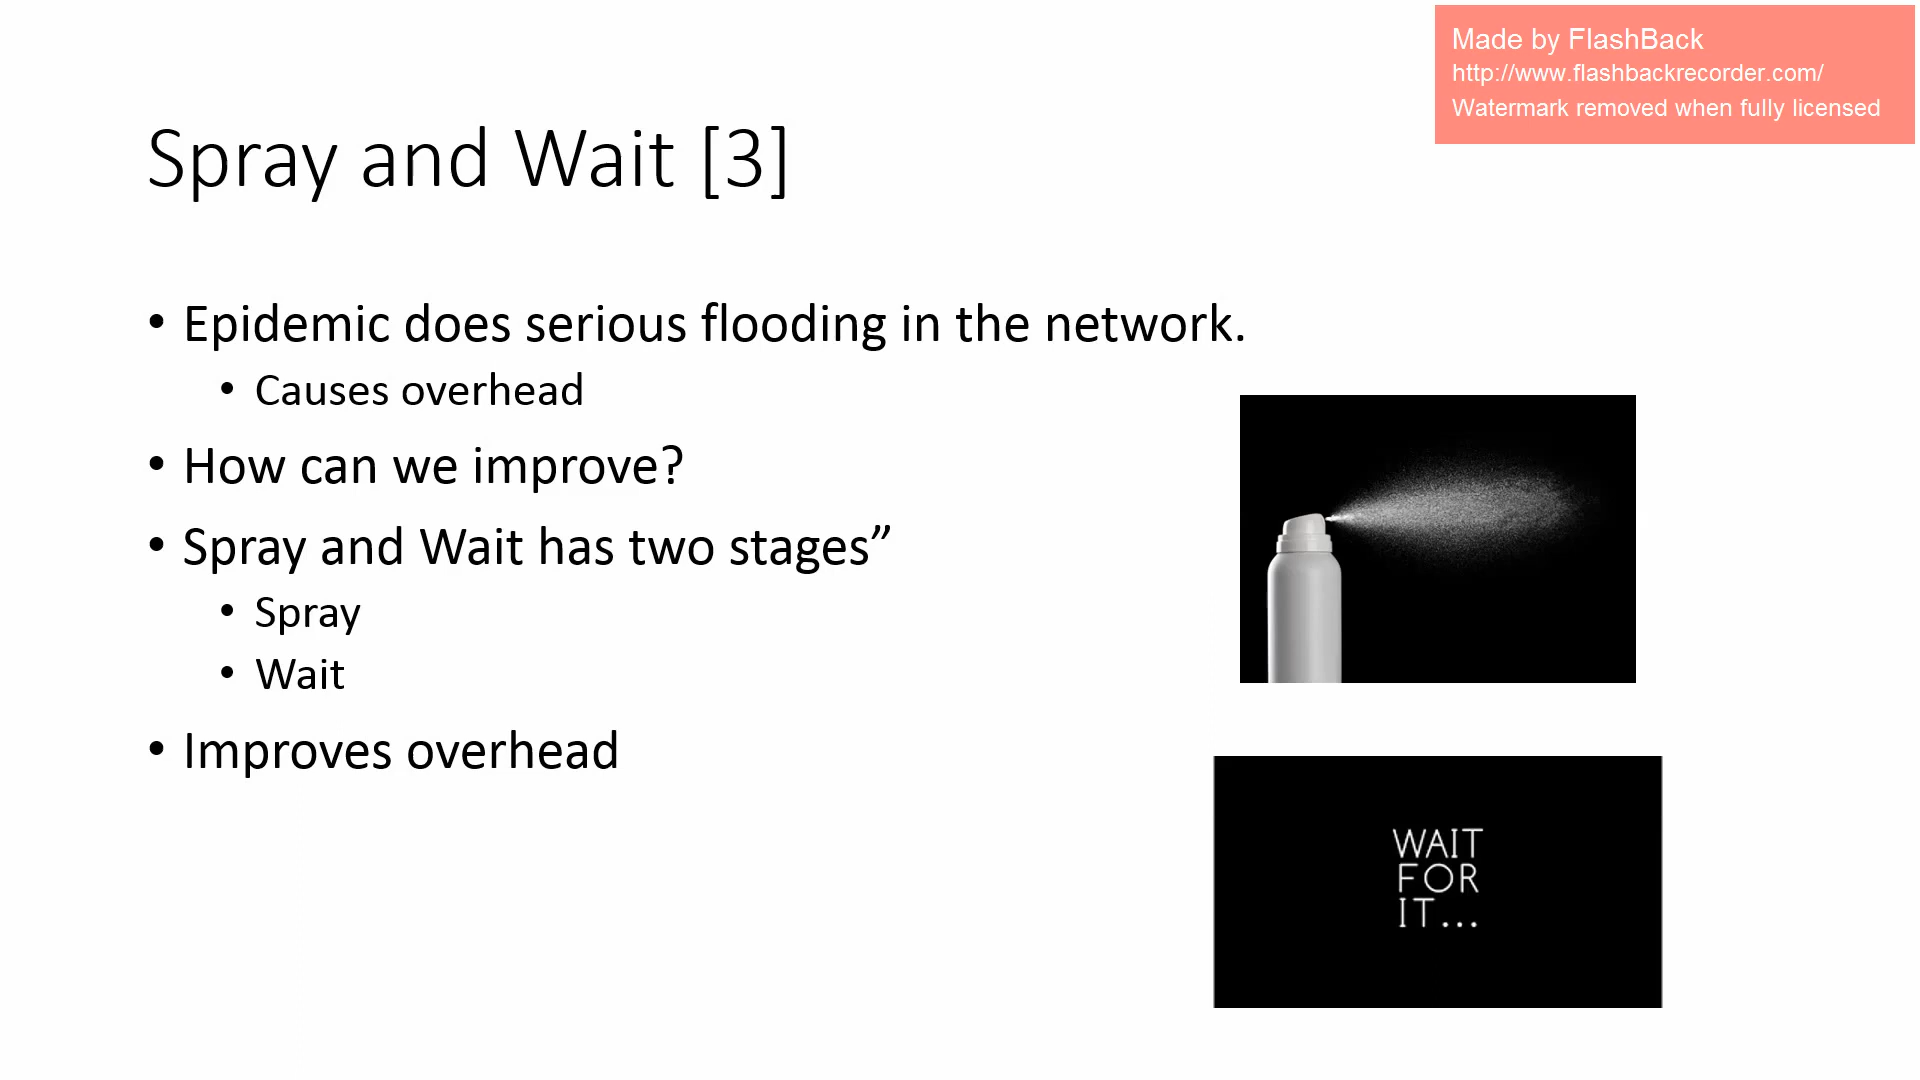 Made by FlashBack
http://www.flashbackrecorder.com/
Watermark removed when fully licensed
Spray and Wait [3]
• Epidemic does serious flooding in the network.
• Causes overhead
• How can we improve?
• Spray and Wait has two stages”
• Spray
• Wait
• Improves overhead
WAIT
FOR
IT...